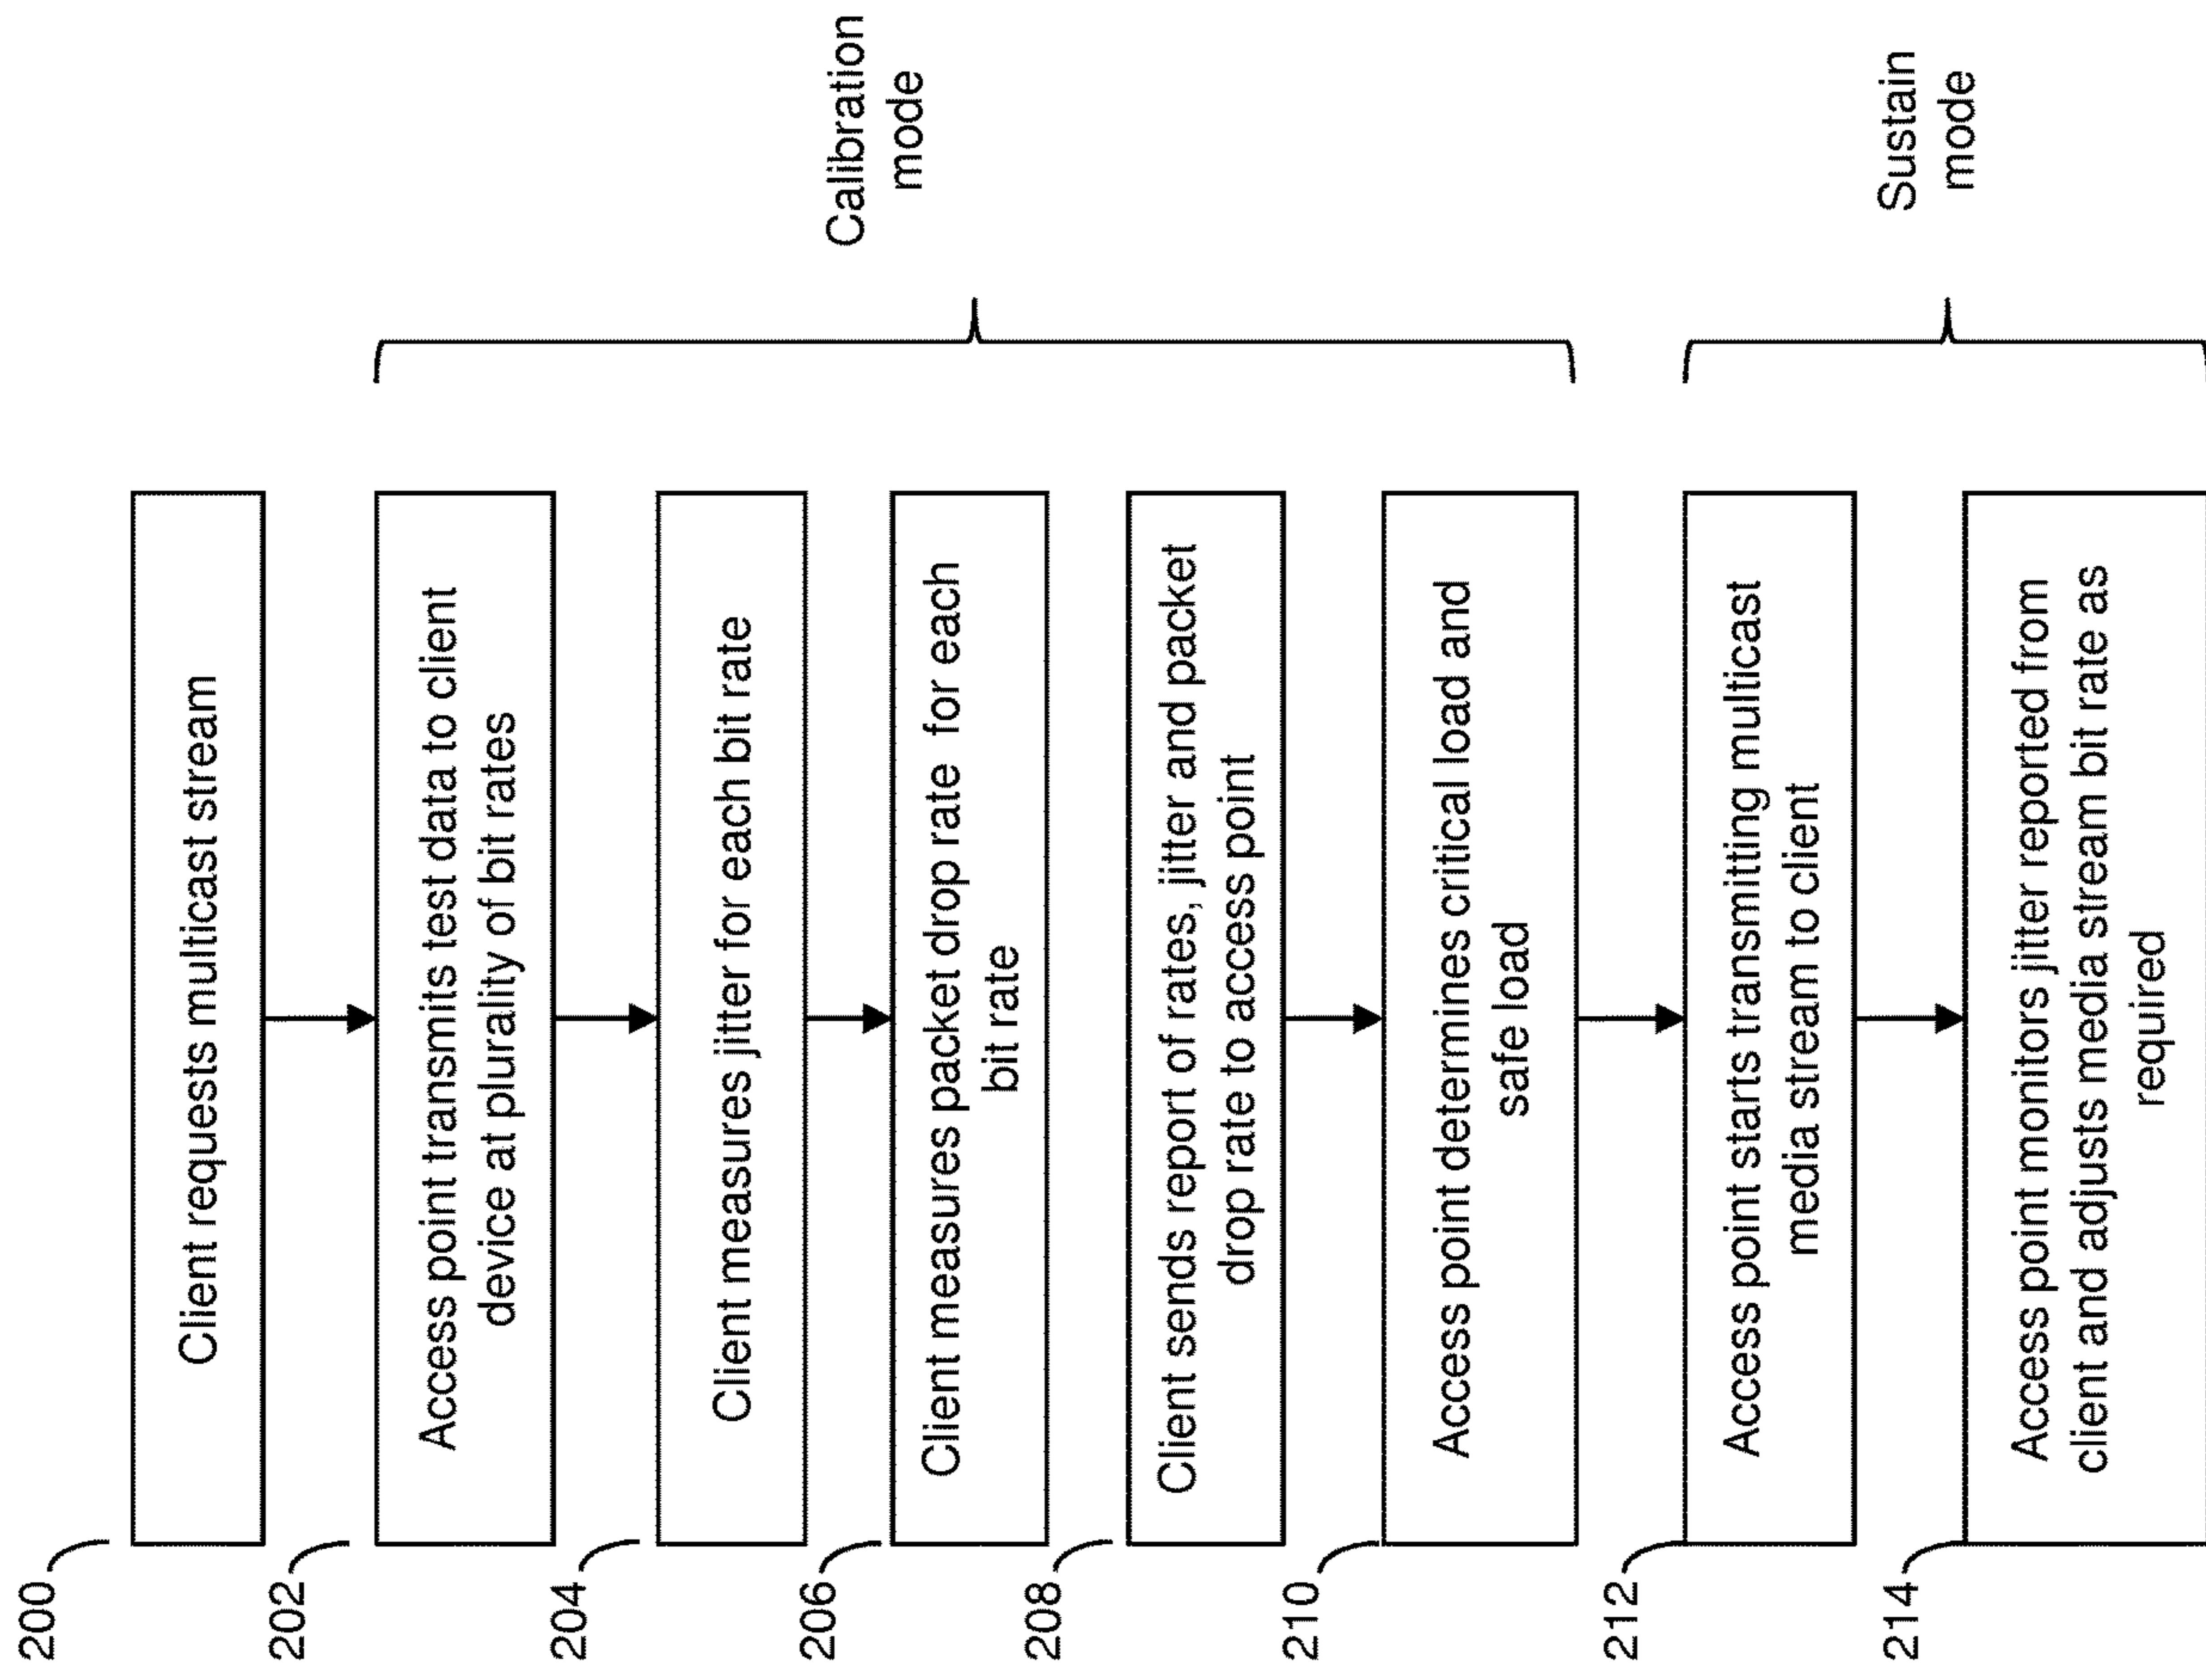 200
Client requests multicast stream
202
Access point transmits test data to client
device at plurality of bit rates
204
Client measures jitter for each bit rate
206
Client measures packet drop rate for each
bit rate
208
Client sends report of rates, jitter and packet
drop rate to access point
210
Access point determines critical load and
safe load
Calibration
mode
212
Access point starts transmitting multicast
media stream to client
214
Access point monitors jitter reported from
client and adjusts media stream bit rate as
required
Sustain
mode